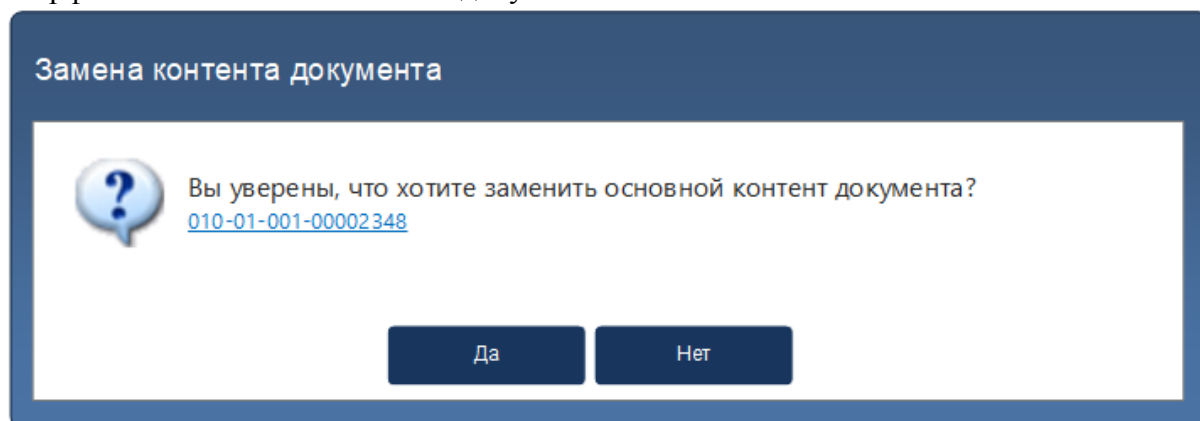 Замена контента документа
Вы уверены, что хотите заменить основной контент документа?
010-01-001-00002348
Да
Нет